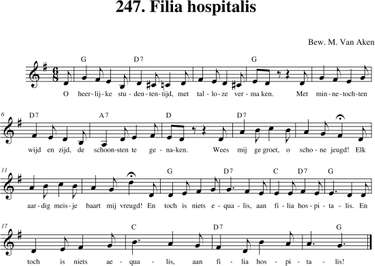 247. Filia hospitalis
Bew. M. Van Aken
G D7 G
O heer-lij-ke stu-den-ten-tijd, met tal-lo-ze ver-ma ken. Met min-ne-toch-ten
6
D7 A7 D7 D7
wijd en zijd, de schoon-sten te ge-na-ken. Wees mij ge groet, o scho-ne jeugd! Elk
11
G D7 G C E D7 G
aar-dig meis-je baart mij vreugd! En toch is niets e-qua-lis, aan fi-lia hos-pi-ta-lis. En
17
C D7 G
toch is niets ae-qua-lis, aan fi-lia hos-pi-ta-lis!